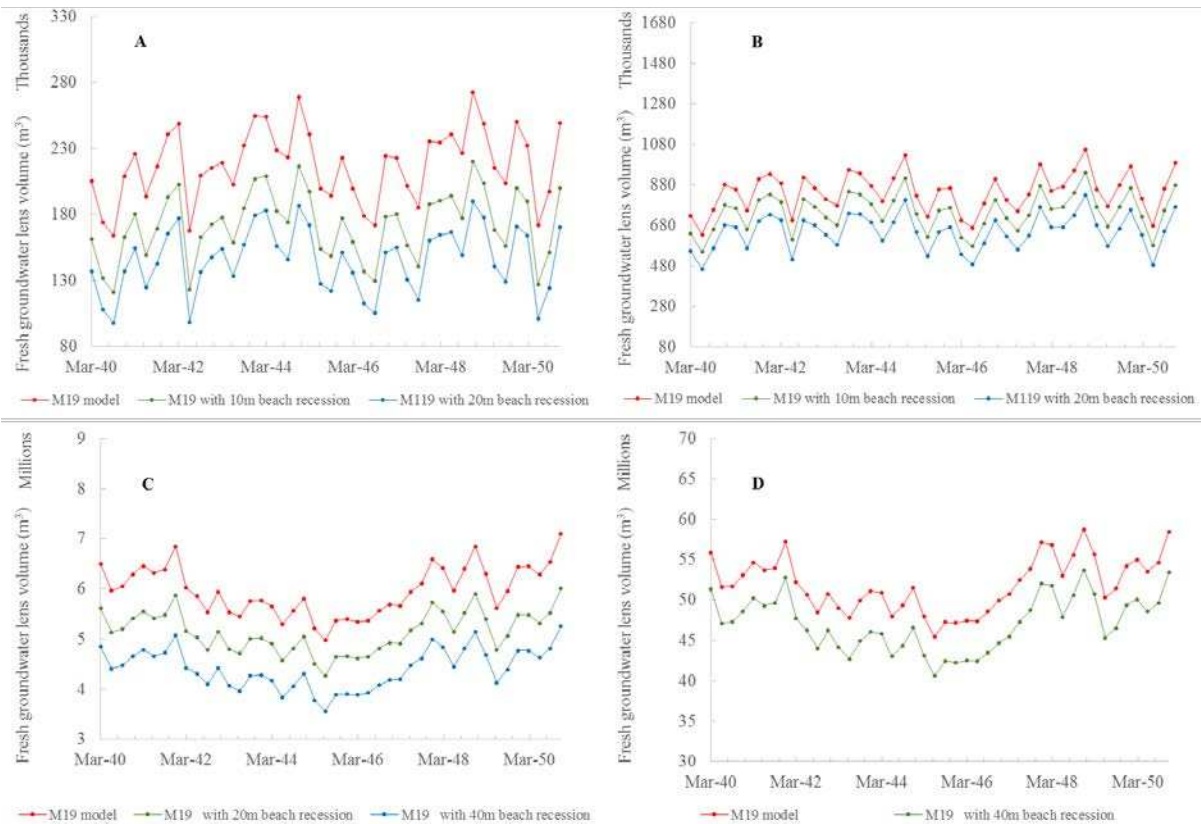 Fresh groundwater lens volume (m³) Thousands
330
280
230
180
130
80
A
Mar-40 Mar-42 Mar-44 Mar-46 Mar-48 Mar-50
M19 model M19 with 10m beach recession M119 with 20m beach recession
Fresh groundwater lens volume (m³) Thousands
1680
1480
1280
1080
880
680
480
280
80
B
Mar-40 Mar-42 Mar-44 Mar-46 Mar-48 Mar-50
M19 model M19 with 10m beach recession M119 with 20m beach recession
Fresh groundwater lens volume (m³) Millions
9
8
7
6
5
4
3
C
Mar-40 Mar-42 Mar-44 Mar-46 Mar-48 Mar-50
M19 model M19 with 20m beach recession M19 with 40m beach recession
Fresh groundwater lens volume (m³) Millions
70
65
60
55
50
45
40
35
30
D
Mar-40 Mar-42 Mar-44 Mar-46 Mar-48 Mar-50
M19 model M19 with 40m beach recession